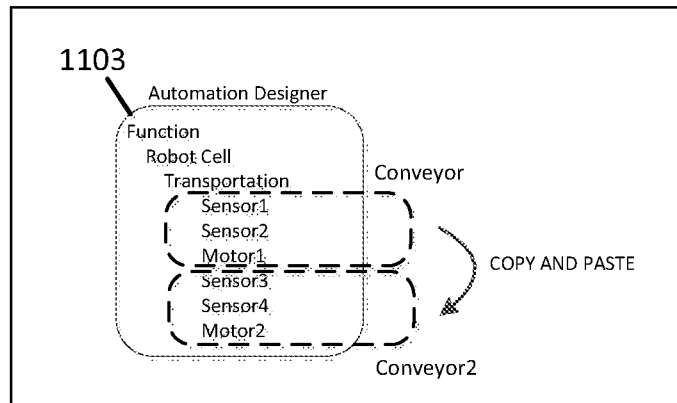 1103
Automation Designer
Function
Robot Cell
Transportation
Conveyor
Sensor1
Sensor2
Motor1
COPY AND PASTE
Sensor3
Sensor4
Motor2
Conveyor2